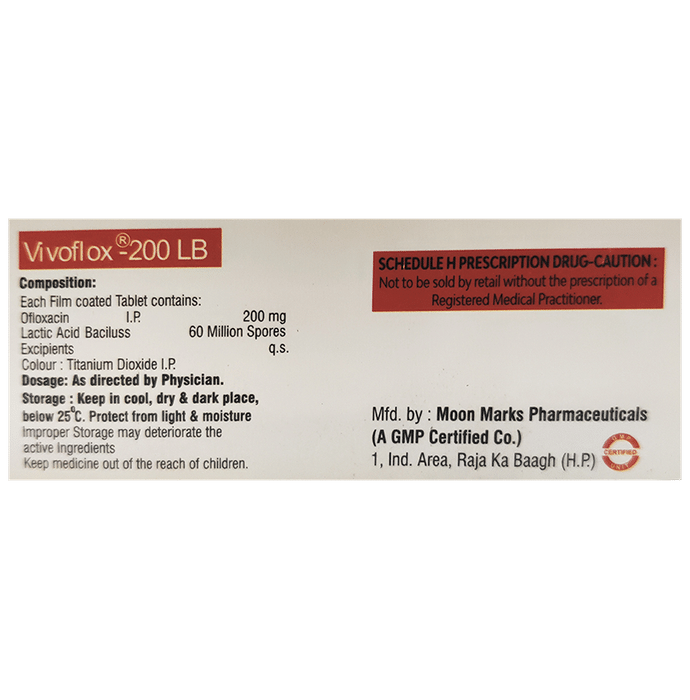 Vivoflox®-200 LB
Composition:
Each Film coated Tablet contains:
Ofloxacin I.P. 200 mg
Lactic Acid Baciluss 60 Million Spores
Excipients q.s.
Colour : Titanium Dioxide I.P.
Dosage: As directed by Physician.
Storage : Keep in cool, dry & dark place,
below 25°C. Protect from light & moisture
Improper Storage may deteriorate the
active Ingredients
Keep medicine out of the reach of children.
SCHEDULE H PRESCRIPTION DRUG-CAUTION :
Not to be sold by retail without the prescription of a
Registered Medical Practitioner.
Mfd. by : Moon Marks Pharmaceuticals
(A GMP Certified Co.)
1, Ind. Area, Raja Ka Baagh (H.P.)
GMP
CERTIFIED
UNIT